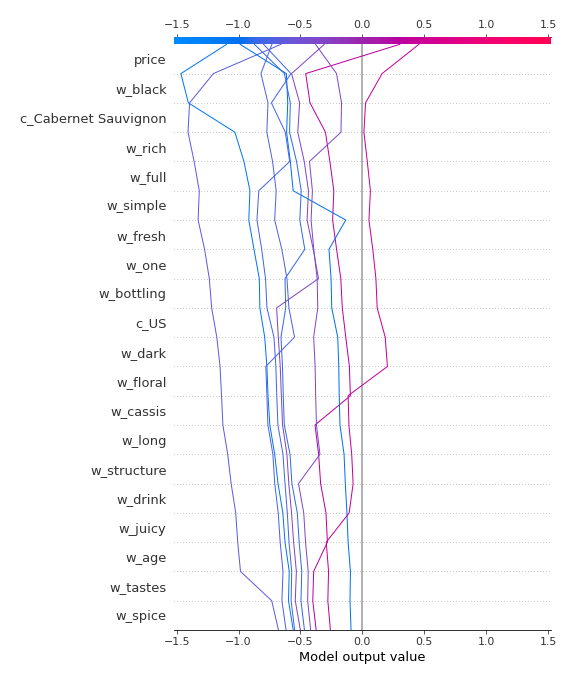 −1.5 −1.0 −0.5 0.0 0.5 1.0 1.5
price
w_black
c_Cabernet Sauvignon
w_rich
w_full
w_simple
w_fresh
w_one
w_bottling
c_US
w_dark
w_floral
w_cassis
w_long
w_structure
w_drink
w_juicy
w_age
w_tastes
w_spice
−1.5 −1.0 −0.5 0.0 0.5 1.0 1.5
Model output value